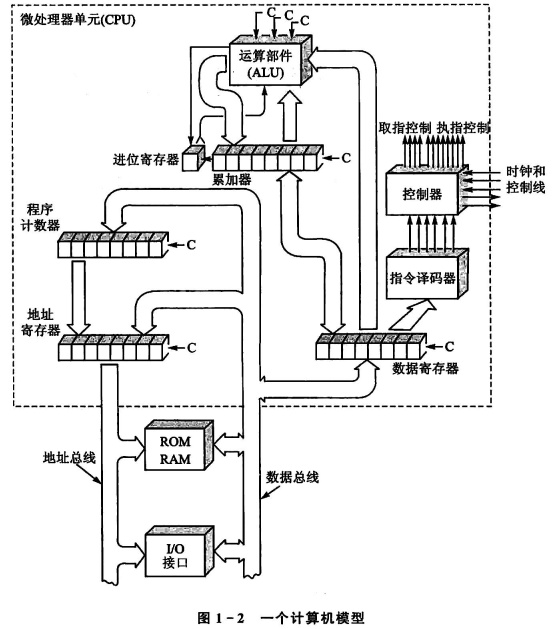 微处理器单元(CPU)
C
C
C
运算部件
(ALU)
取指控制 执指控制
进位寄存器
C
累加器
控制器
时钟和
控制线
程序
计数器
C
指令译码器
地址
寄存器
C
C
数据寄存器
ROM
RAM
地址总线
数据总线
I/O
接口
图 1-2 一个计算机模型